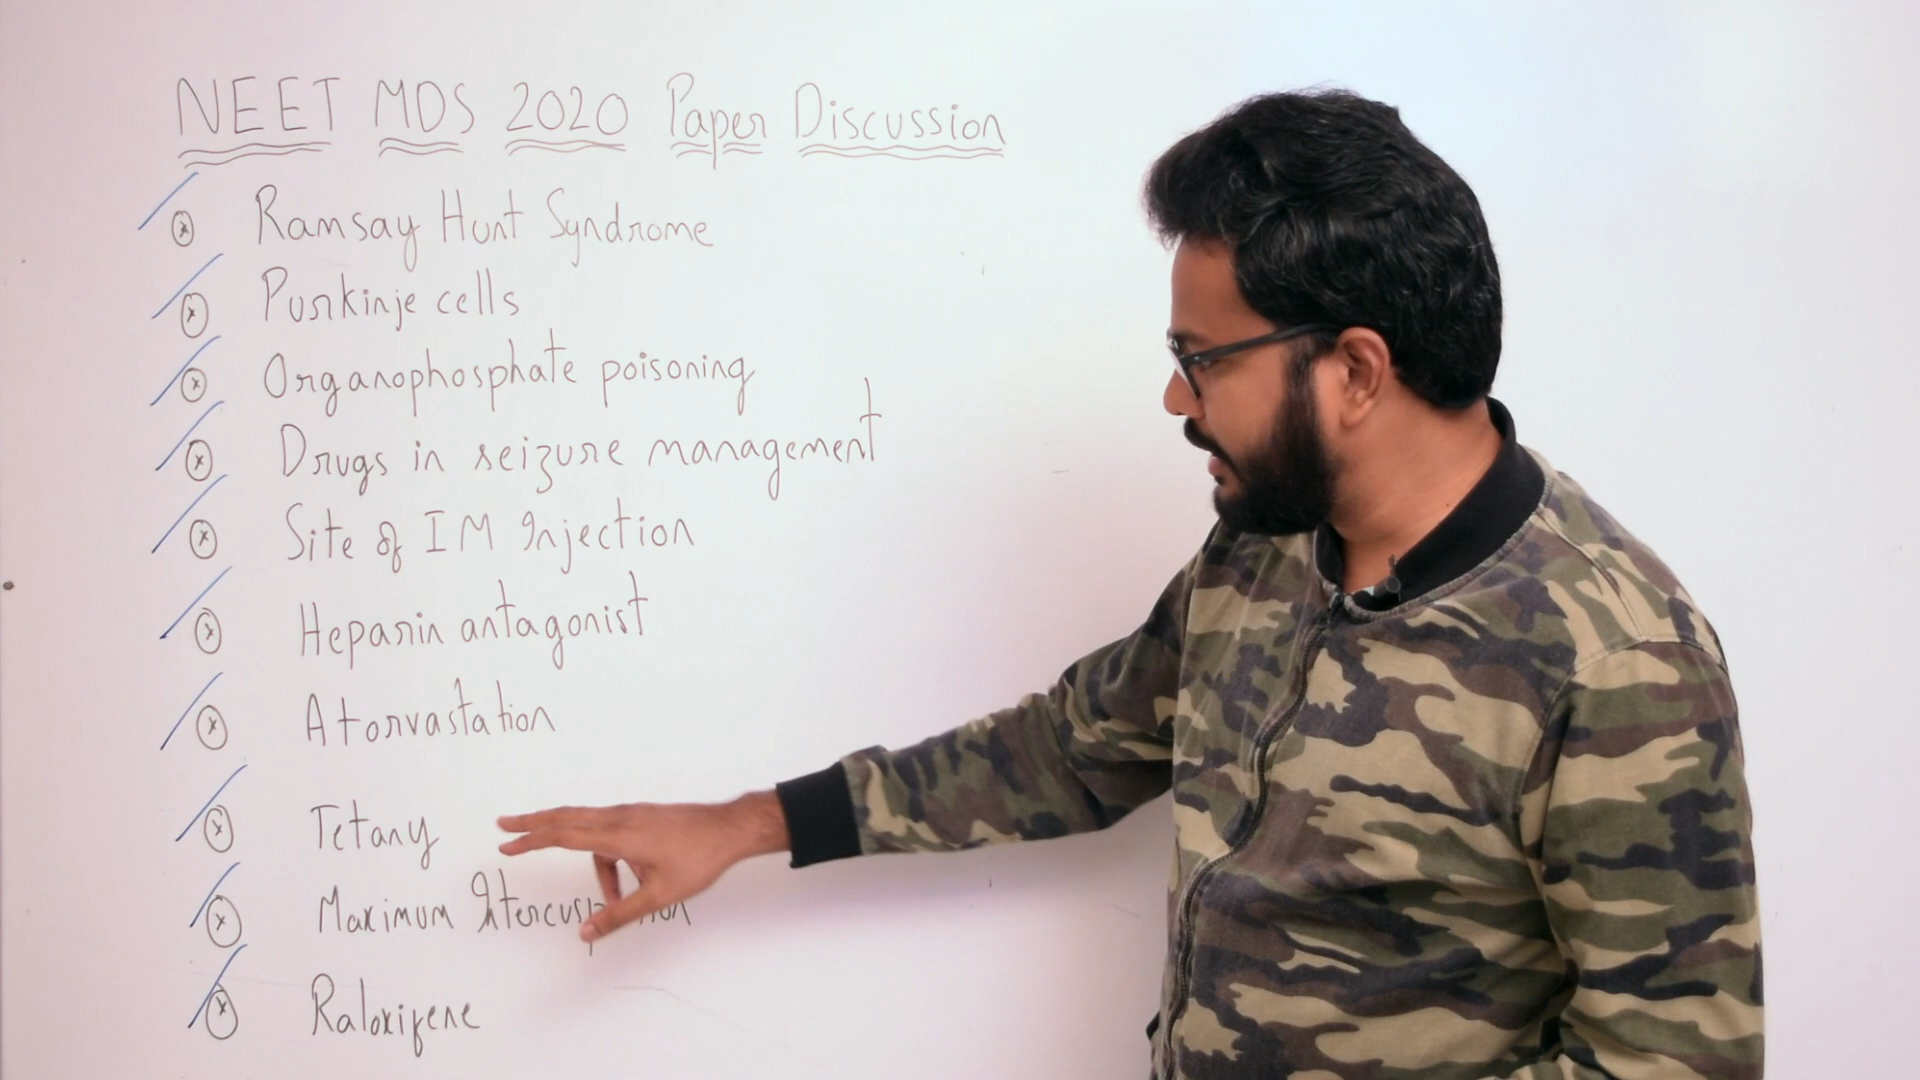 NEET MDS 2020 Paper Discussion
Ramsay Hunt Syndrome
Purkinje cells
Organophosphate poisoning
Drugs in seizure management
Site of IM Injection
Heparin antagonist
Atorvastation
Tetany
Maximum
Raloxifene